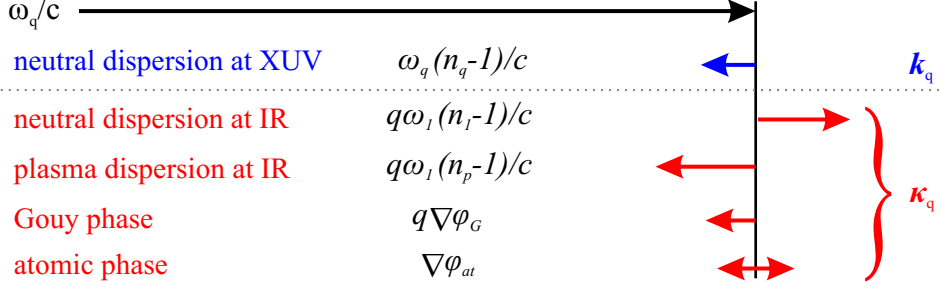 ω_q/c
neutral dispersion at XUV ω_q(n_q-1)/c k_q
neutral dispersion at IR qω_1(n_1-1)/c
plasma dispersion at IR qω_1(n_p-1)/c
κ_q
Gouy phase q∇φ_G
atomic phase ∇φ_at